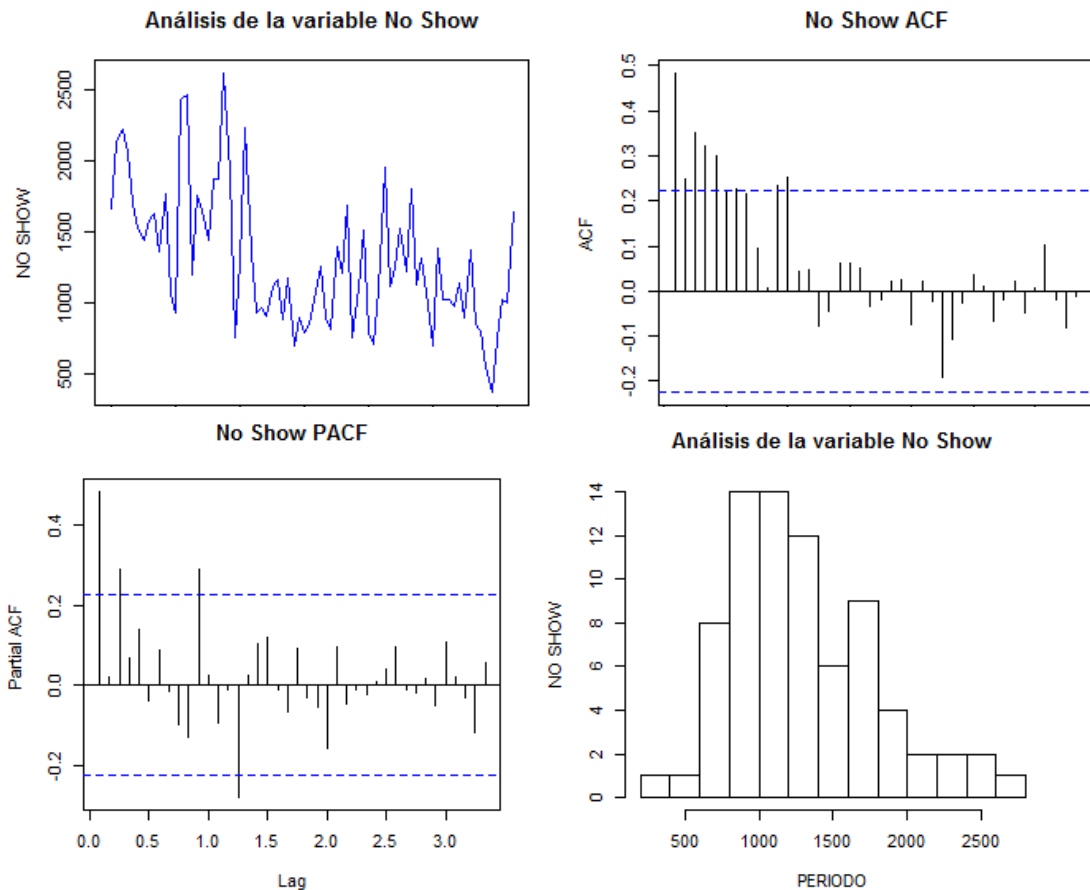 Análisis de la variable No Show
NO SHOW
2500
2000
1500
1000
500
No Show ACF
ACF
0.5
0.4
0.3
0.2
0.1
0.0
-0.1
-0.2
No Show PACF
Partial ACF
0.4
0.2
0.0
-0.2
0.0 0.5 1.0 1.5 2.0 2.5 3.0
Lag
Análisis de la variable No Show
NO SHOW
14
12
10
8
6
4
2
0
500 1000 1500 2000 2500
PERIODO